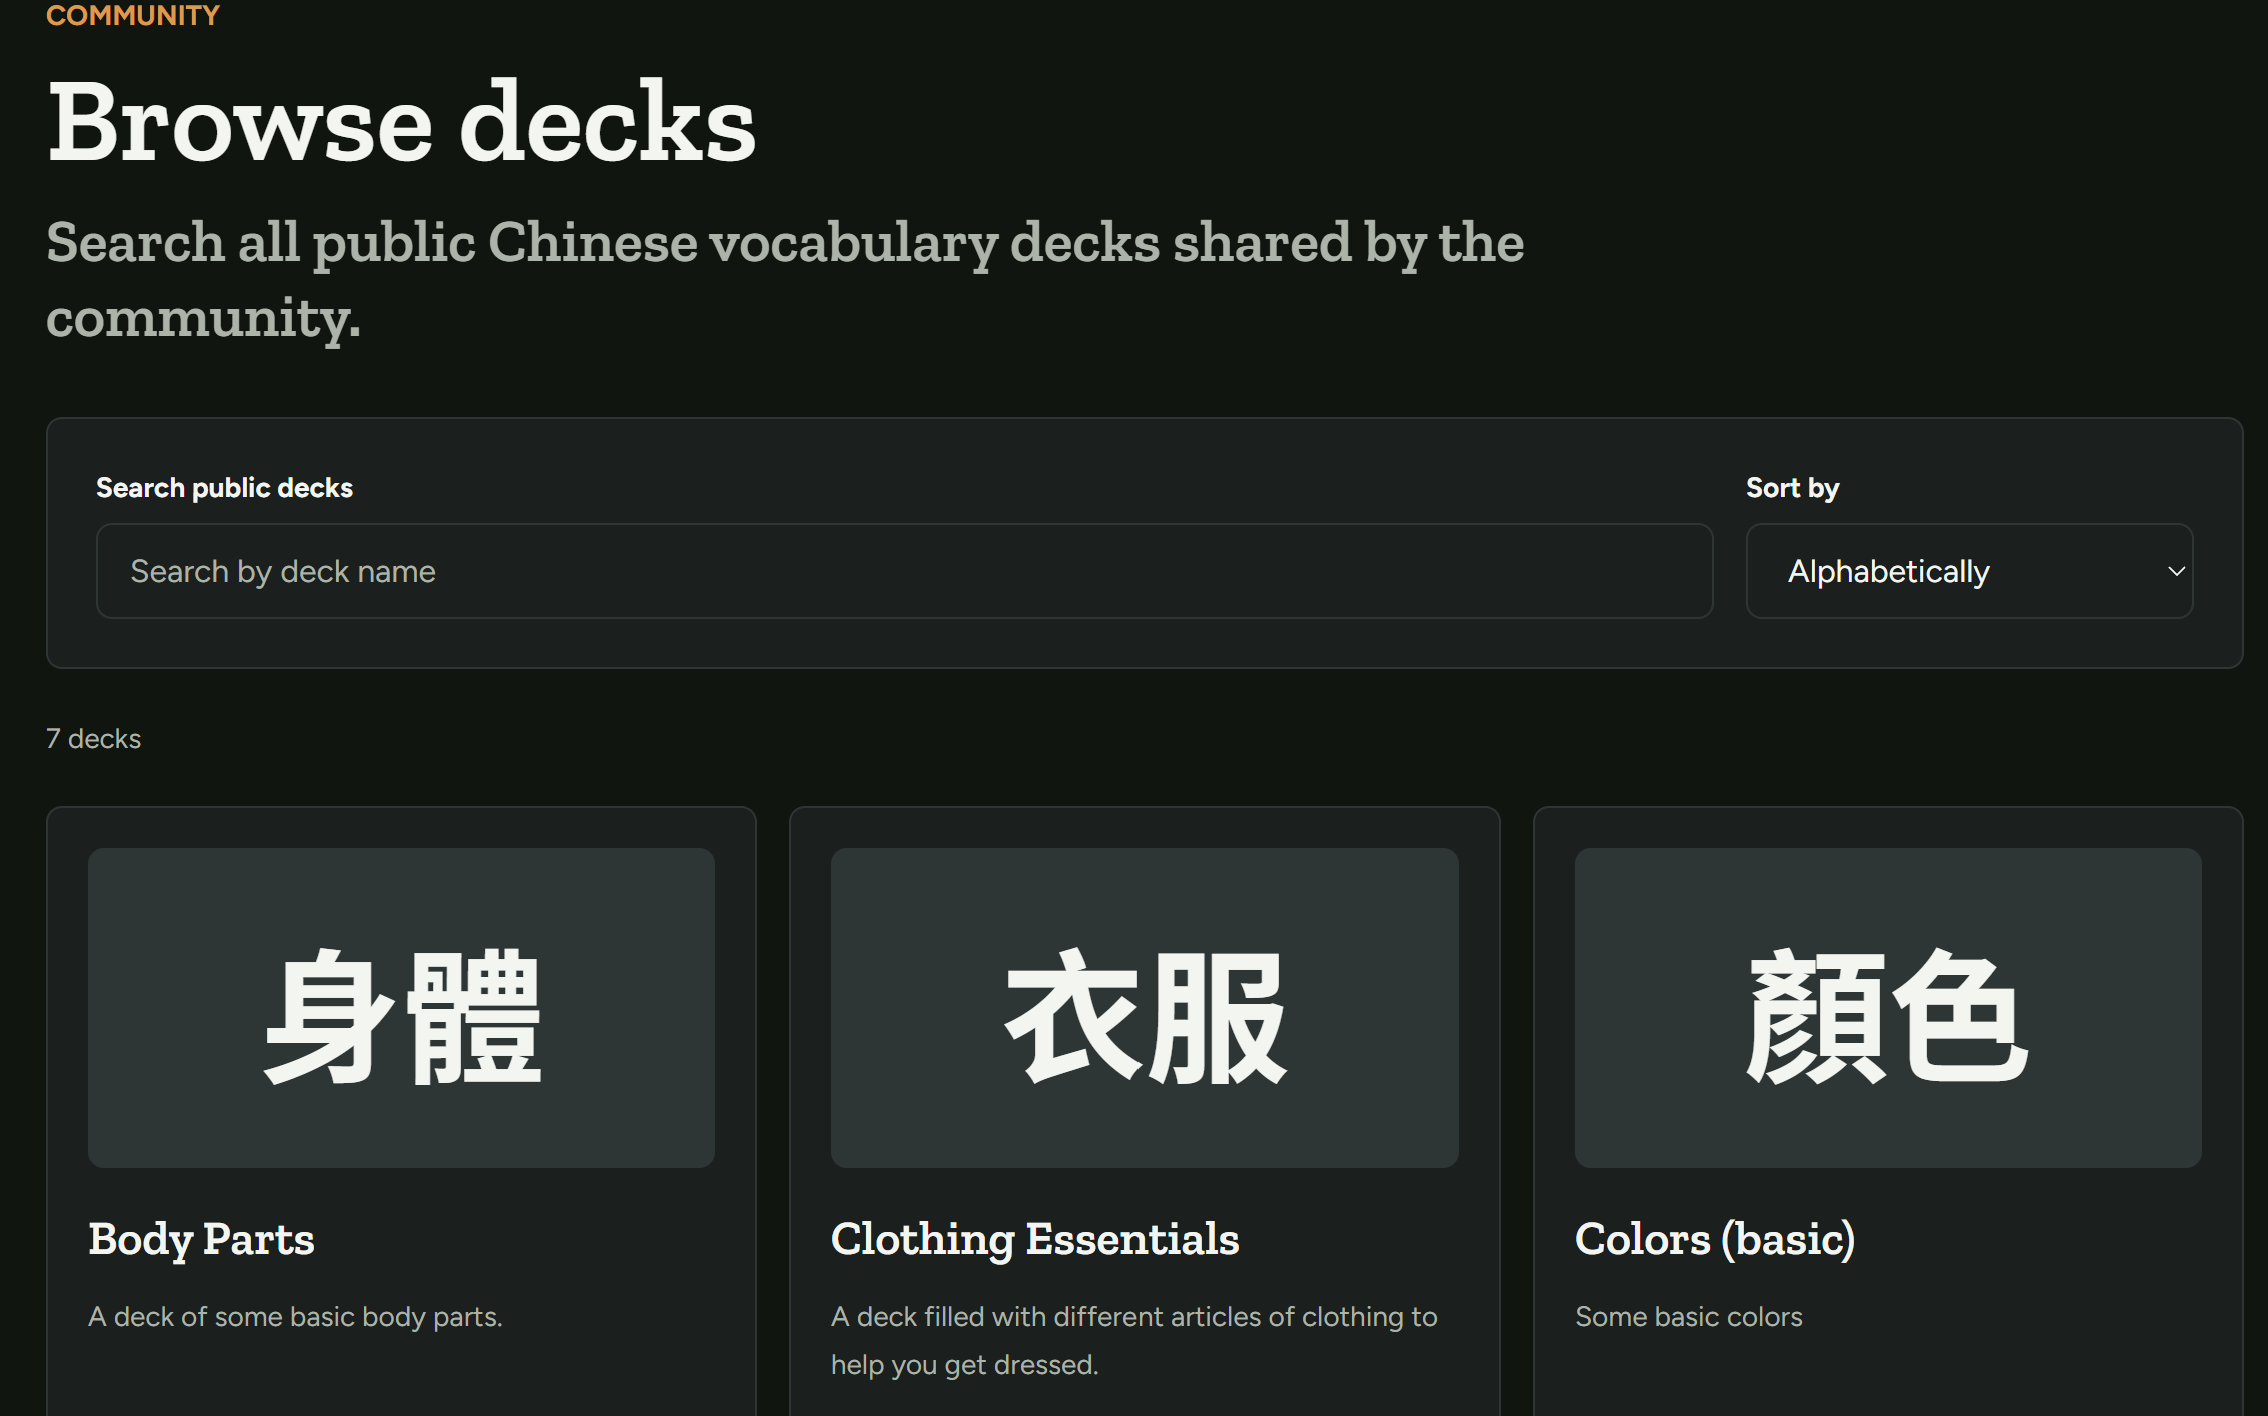 COMMUNITY
Browse decks
Search all public Chinese vocabulary decks shared by the
community.
Search public decks
Sort by
Search by deck name
Alphabetically
7 decks
身體
衣服
顏色
Body Parts
Clothing Essentials
Colors (basic)
A deck of some basic body parts.
A deck filled with different articles of clothing to
help you get dressed.
Some basic colors